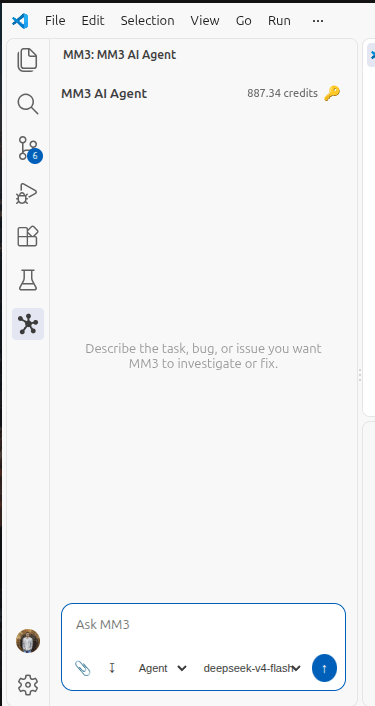 File Edit Selection View Go Run ···
MM3: MM3 AI Agent
MM3 AI Agent 887.34 credits
6
Describe the task, bug, or issue you want
MM3 to investigate or fix.
Ask MM3
Agent deepseek-v4-flash